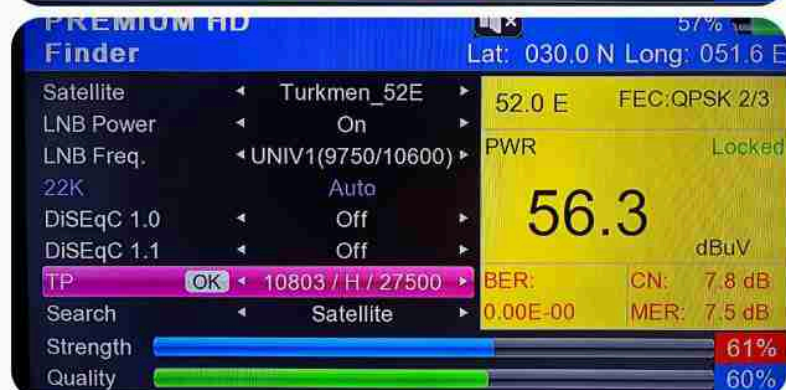 PREMIUM HD
57%
Finder
Lat: 030.0 N Long: 051.6 E
Satellite Turkmen_52E
52.0 E FEC:QPSK 2/3
LNB Power On
LNB Freq. UNIV1(9750/10600)
PWR Locked
22K Auto
56.3
dBuV
DiSEqC 1.0 Off
DiSEqC 1.1 Off
TP OK 10803 / H / 27500
BER: CN: 7.8 dB
Search Satellite
0.00E-00 MER: 7.5 dB
Strength 61%
Quality 60%